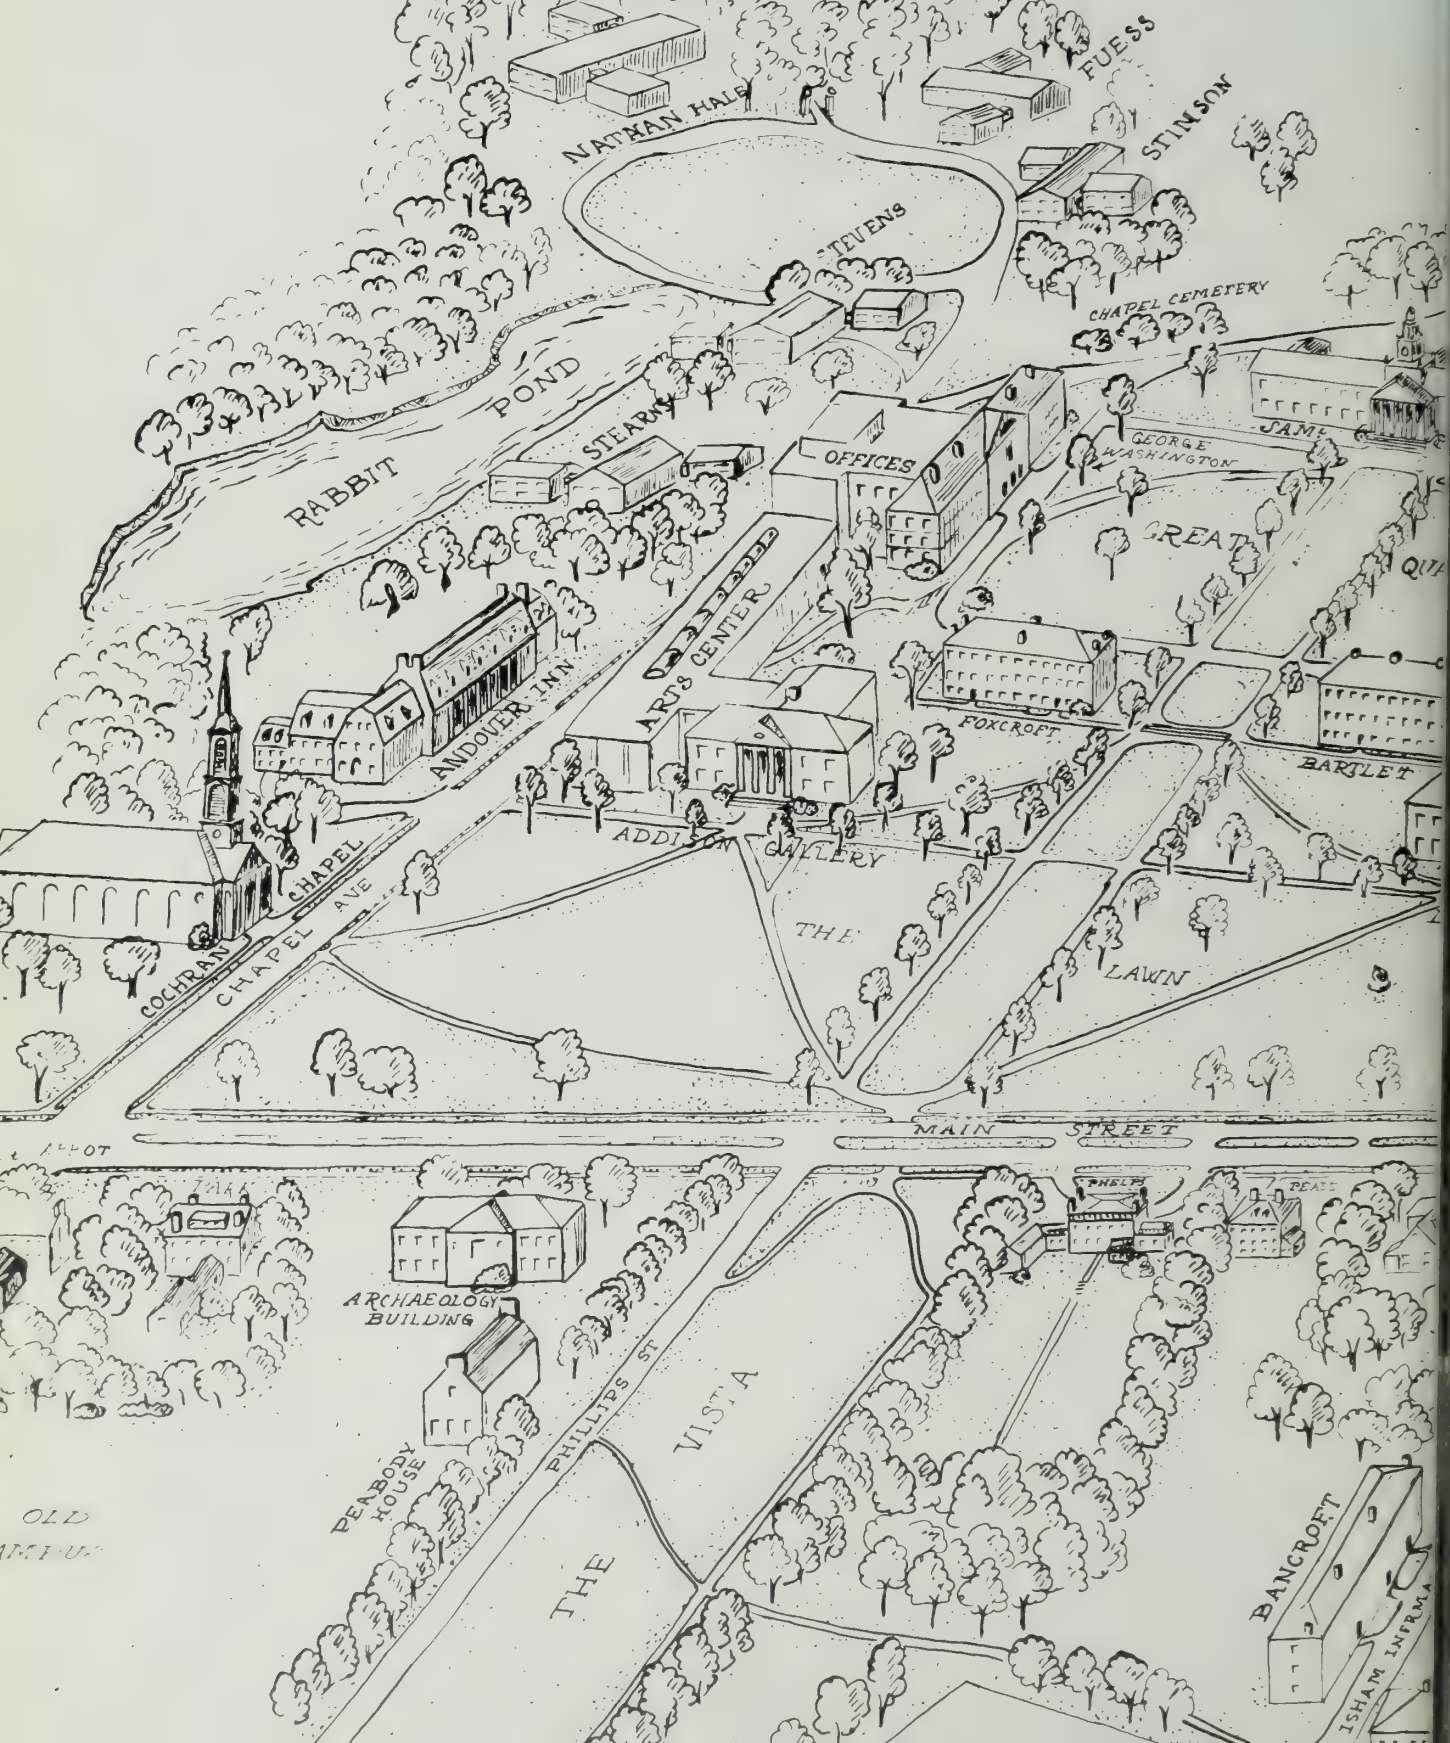 NATHAN HALE
FUESS
STINSON
STEVENS
CHAPEL CEMETERY
RABBIT POND
STEARNS
OFFICES
GEORGE
WASHINGTON
GREAT
ARTS CENTER
ANDOVER INN
FOXCROFT
BARTLET
ADDISON GALLERY
COCHRAN CHAPEL
CHAPEL AVE
THE
LAWN
MAIN STREET
PHELPS
ARCHAEOLOGY
BUILDING
PHILLIPS ST
THE VISTA
PEABODY
HOUSE
OLD
BANCROFT
ISHAM